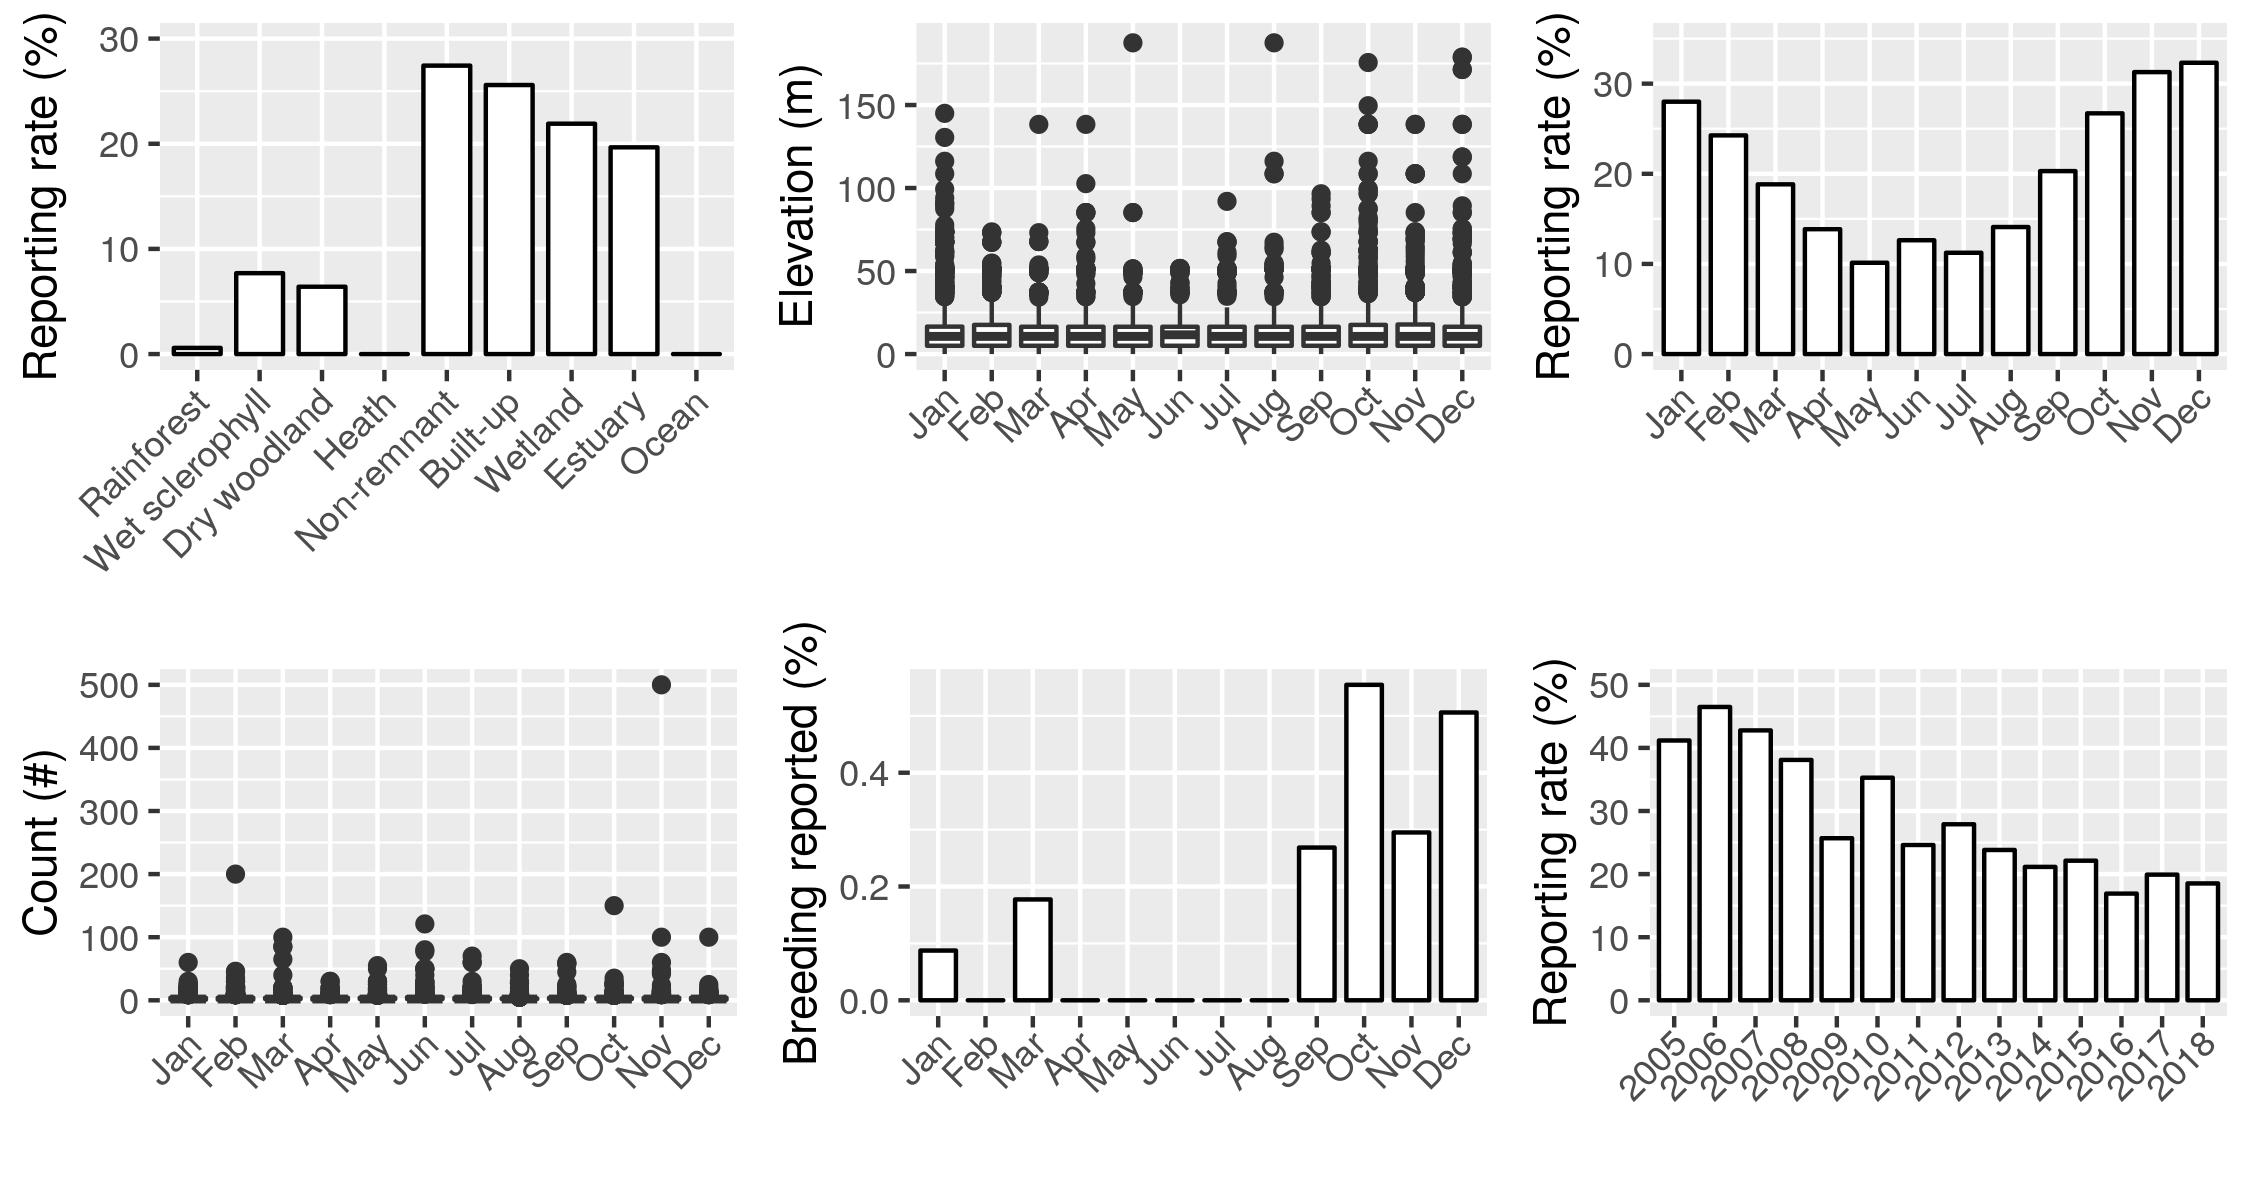 Reporting rate (%)
30
20
10
0
Rainforest
Wet sclerophyll
Dry woodland
Heath
Non-remnant
Built-up
Wetland
Estuary
Ocean
Elevation (m)
150
100
50
0
Jan
Feb
Mar
Apr
May
Jun
Jul
Aug
Sep
Oct
Nov
Dec
Reporting rate (%)
30
20
10
0
Jan
Feb
Mar
Apr
May
Jun
Jul
Aug
Sep
Oct
Nov
Dec
Count (#)
500
400
300
200
100
0
Jan
Feb
Mar
Apr
May
Jun
Jul
Aug
Sep
Oct
Nov
Dec
Breeding reported (%)
0.4
0.2
0.0
Jan
Feb
Mar
Apr
May
Jun
Jul
Aug
Sep
Oct
Nov
Dec
Reporting rate (%)
50
40
30
20
10
0
2005
2006
2007
2008
2009
2010
2011
2012
2013
2014
2015
2016
2017
2018